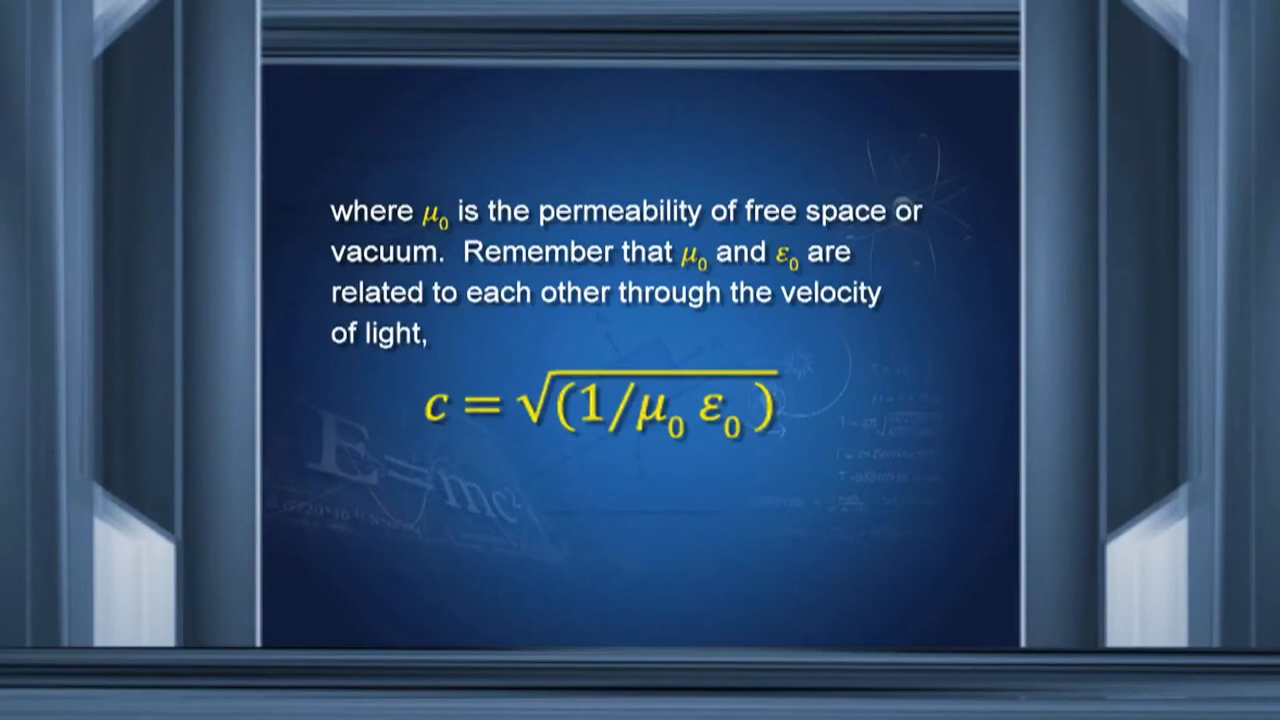 where μ₀ is the permeability of free space or
vacuum. Remember that μ₀ and ε₀ are
related to each other through the velocity
of light,
c = √(1/μ₀ ε₀ )
E=mc²